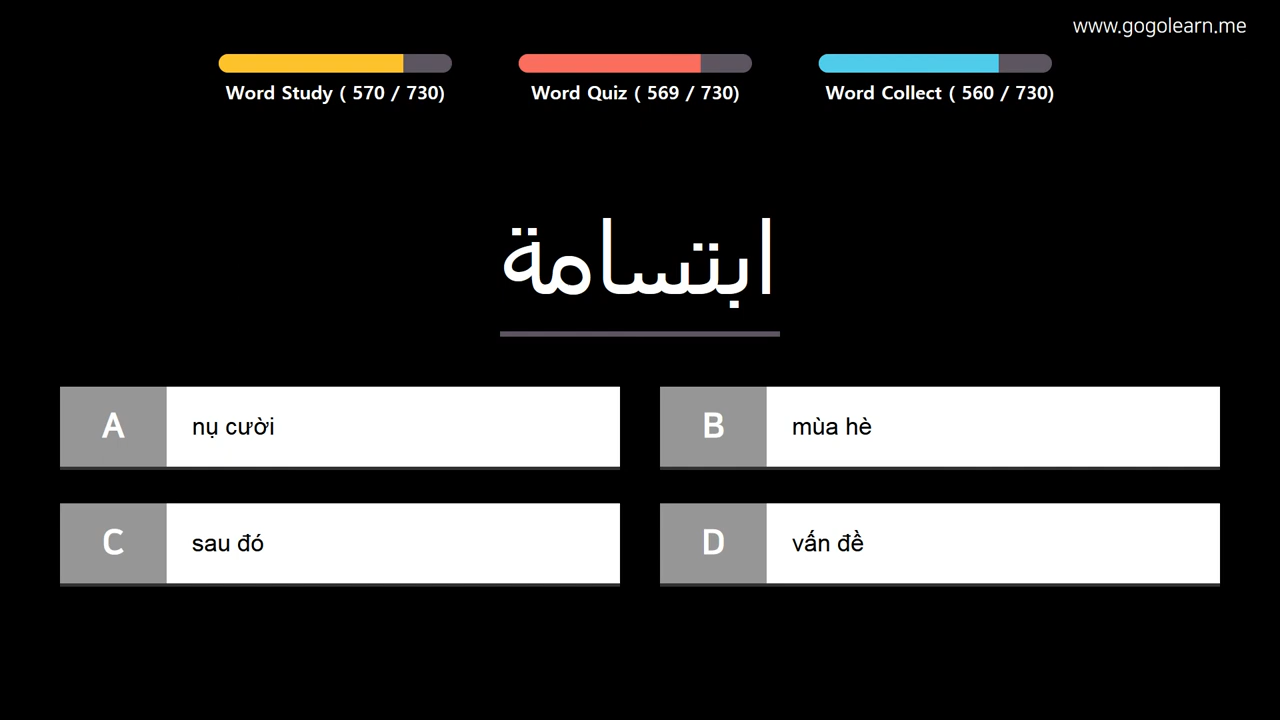 www.gogolearn.me
Word Study ( 570 / 730)
Word Quiz ( 569 / 730)
Word Collect ( 560 / 730)
ابتسامة
A
nụ cười
B
mùa hè
C
sau đó
D
vấn đề